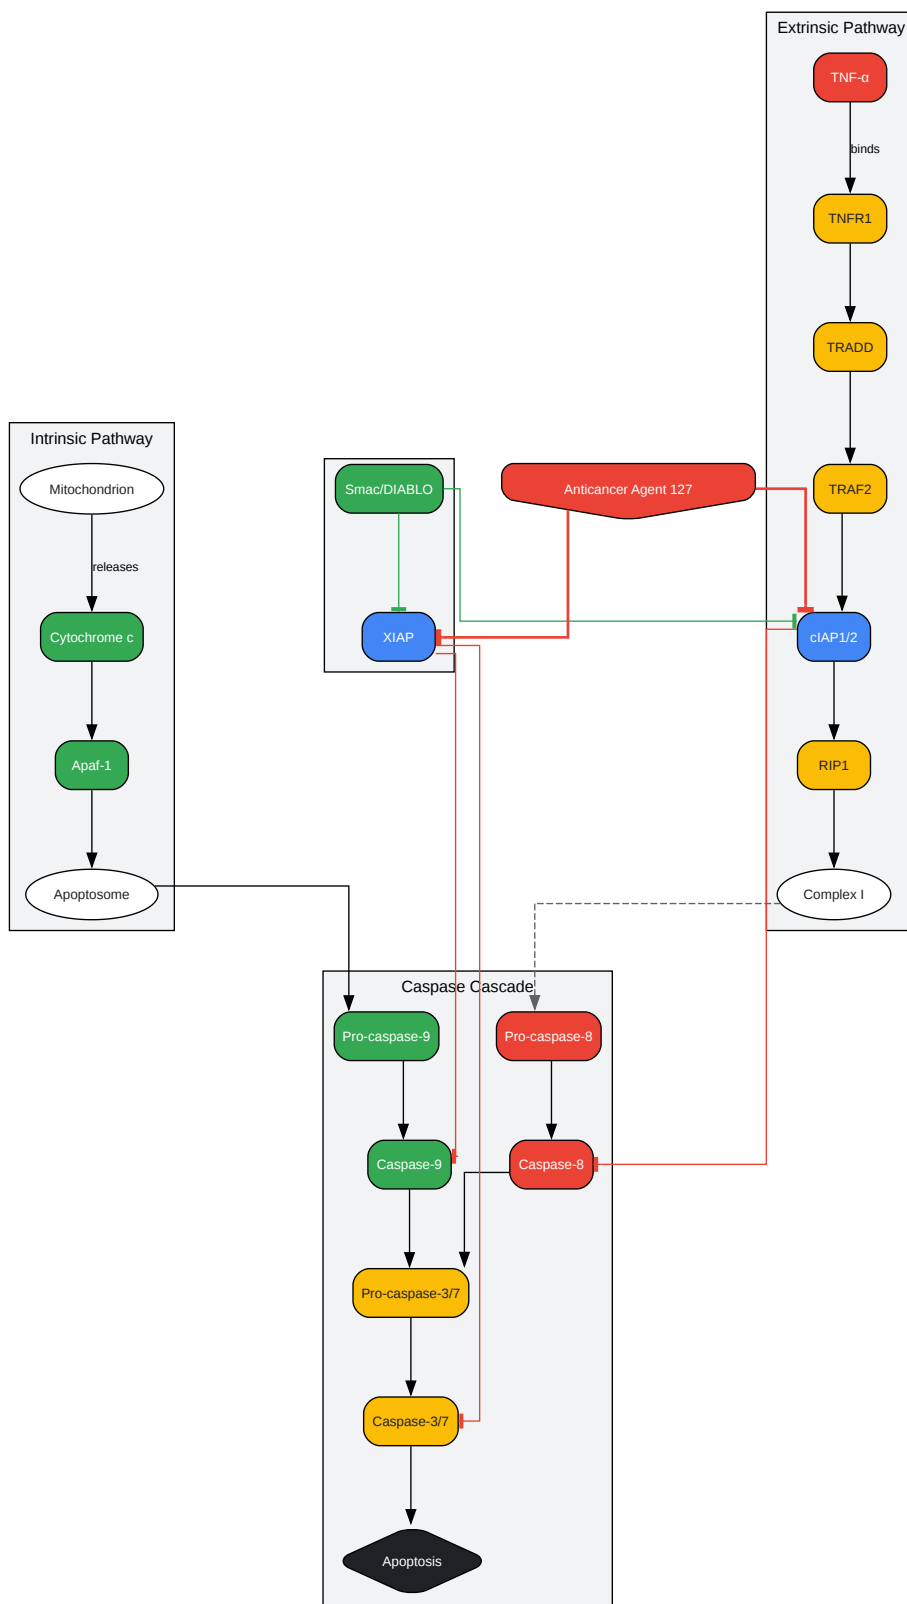 Extrinsic Pathway
TNF-α
binds
TNFR1
TRADD
TRAF2
cIAP1/2
RIP1
Complex I
Intrinsic Pathway
Mitochondrion
releases
Cytochrome c
Apaf-1
Apoptosome
Smac/DIABLO
XIAP
Anticancer Agent 127
Caspase Cascade
Pro-caspase-9
Pro-caspase-8
Caspase-9
Caspase-8
Pro-caspase-3/7
Caspase-3/7
Apoptosis